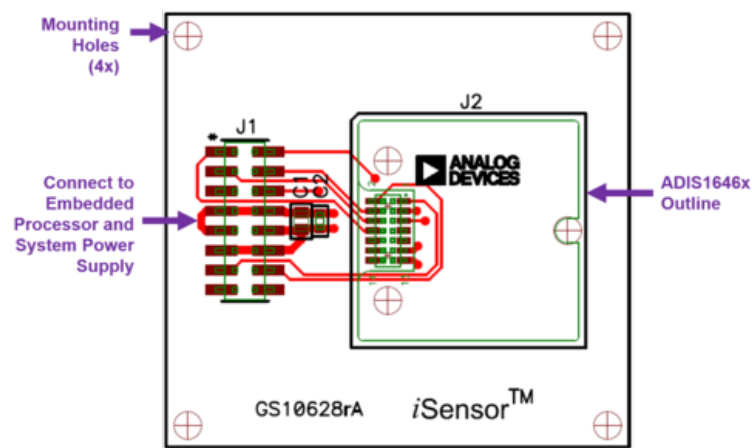 Mounting
Holes
(4x)
J2
J1
*
ANALOG
DEVICES
C1
C2
Connect to
Embedded
Processor and
System Power
Supply
ADIS1646x
Outline
GS10628rA
iSensor™